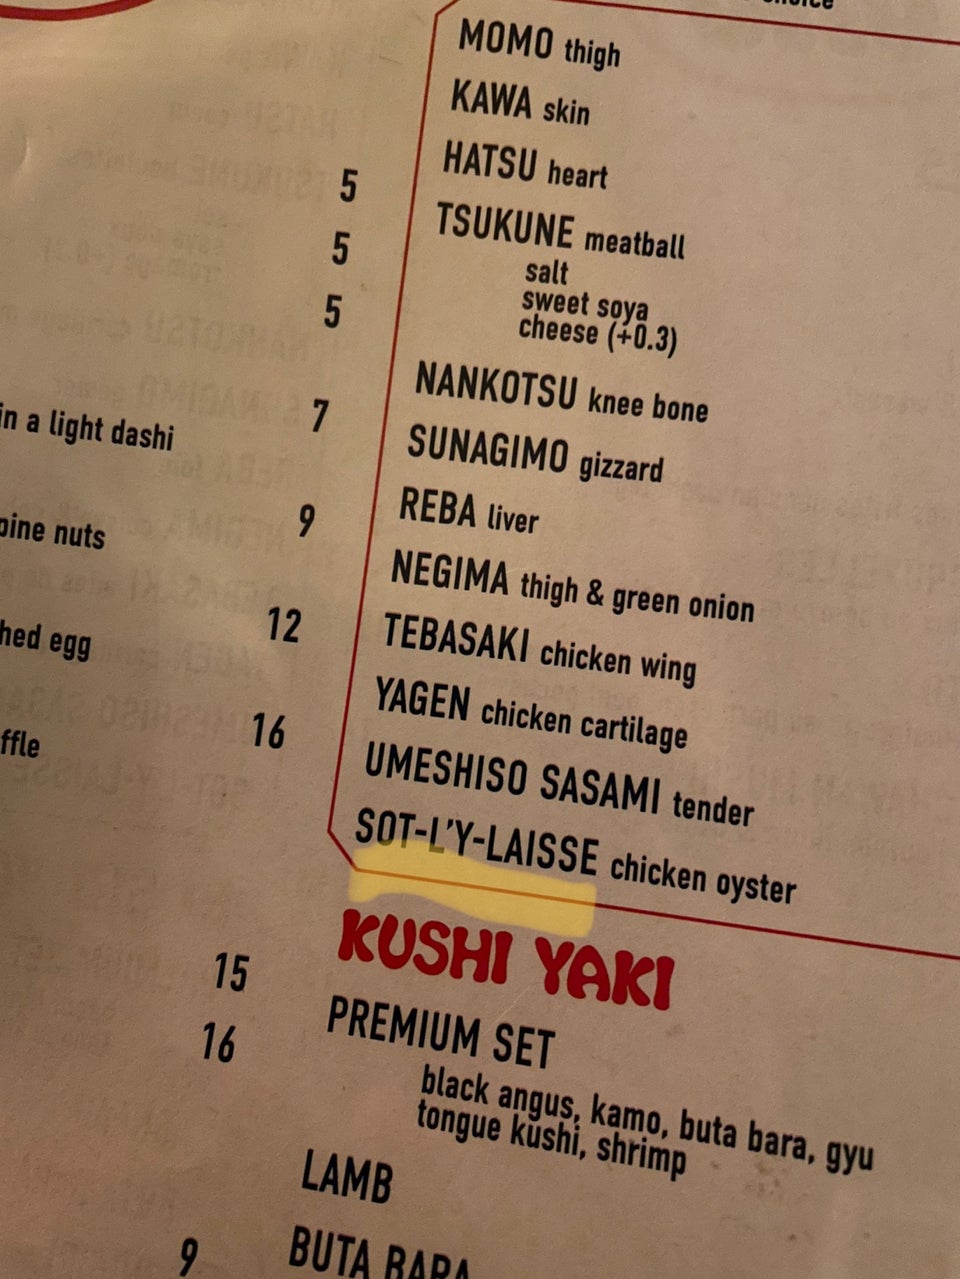 MOMO thigh
KAWA skin
HATSU heart
5
TSUKUNE meatball
5
salt
sweet soya
5
cheese (+0.3)
NANKOTSU knee bone
in a light dashi 7
SUNAGIMO gizzard
REBA liver
pine nuts 9
NEGIMA thigh & green onion
TEBASAKI chicken wing
hed egg 12
YAGEN chicken cartilage
ffle 16
UMESHISO SASAMI tender
SOT-L'Y-LAISSE chicken oyster
KUSHI YAKI
15
PREMIUM SET
16
black angus, kamo, buta bara, gyu
tongue kushi, shrimp
LAMB
9
BUTA BARA